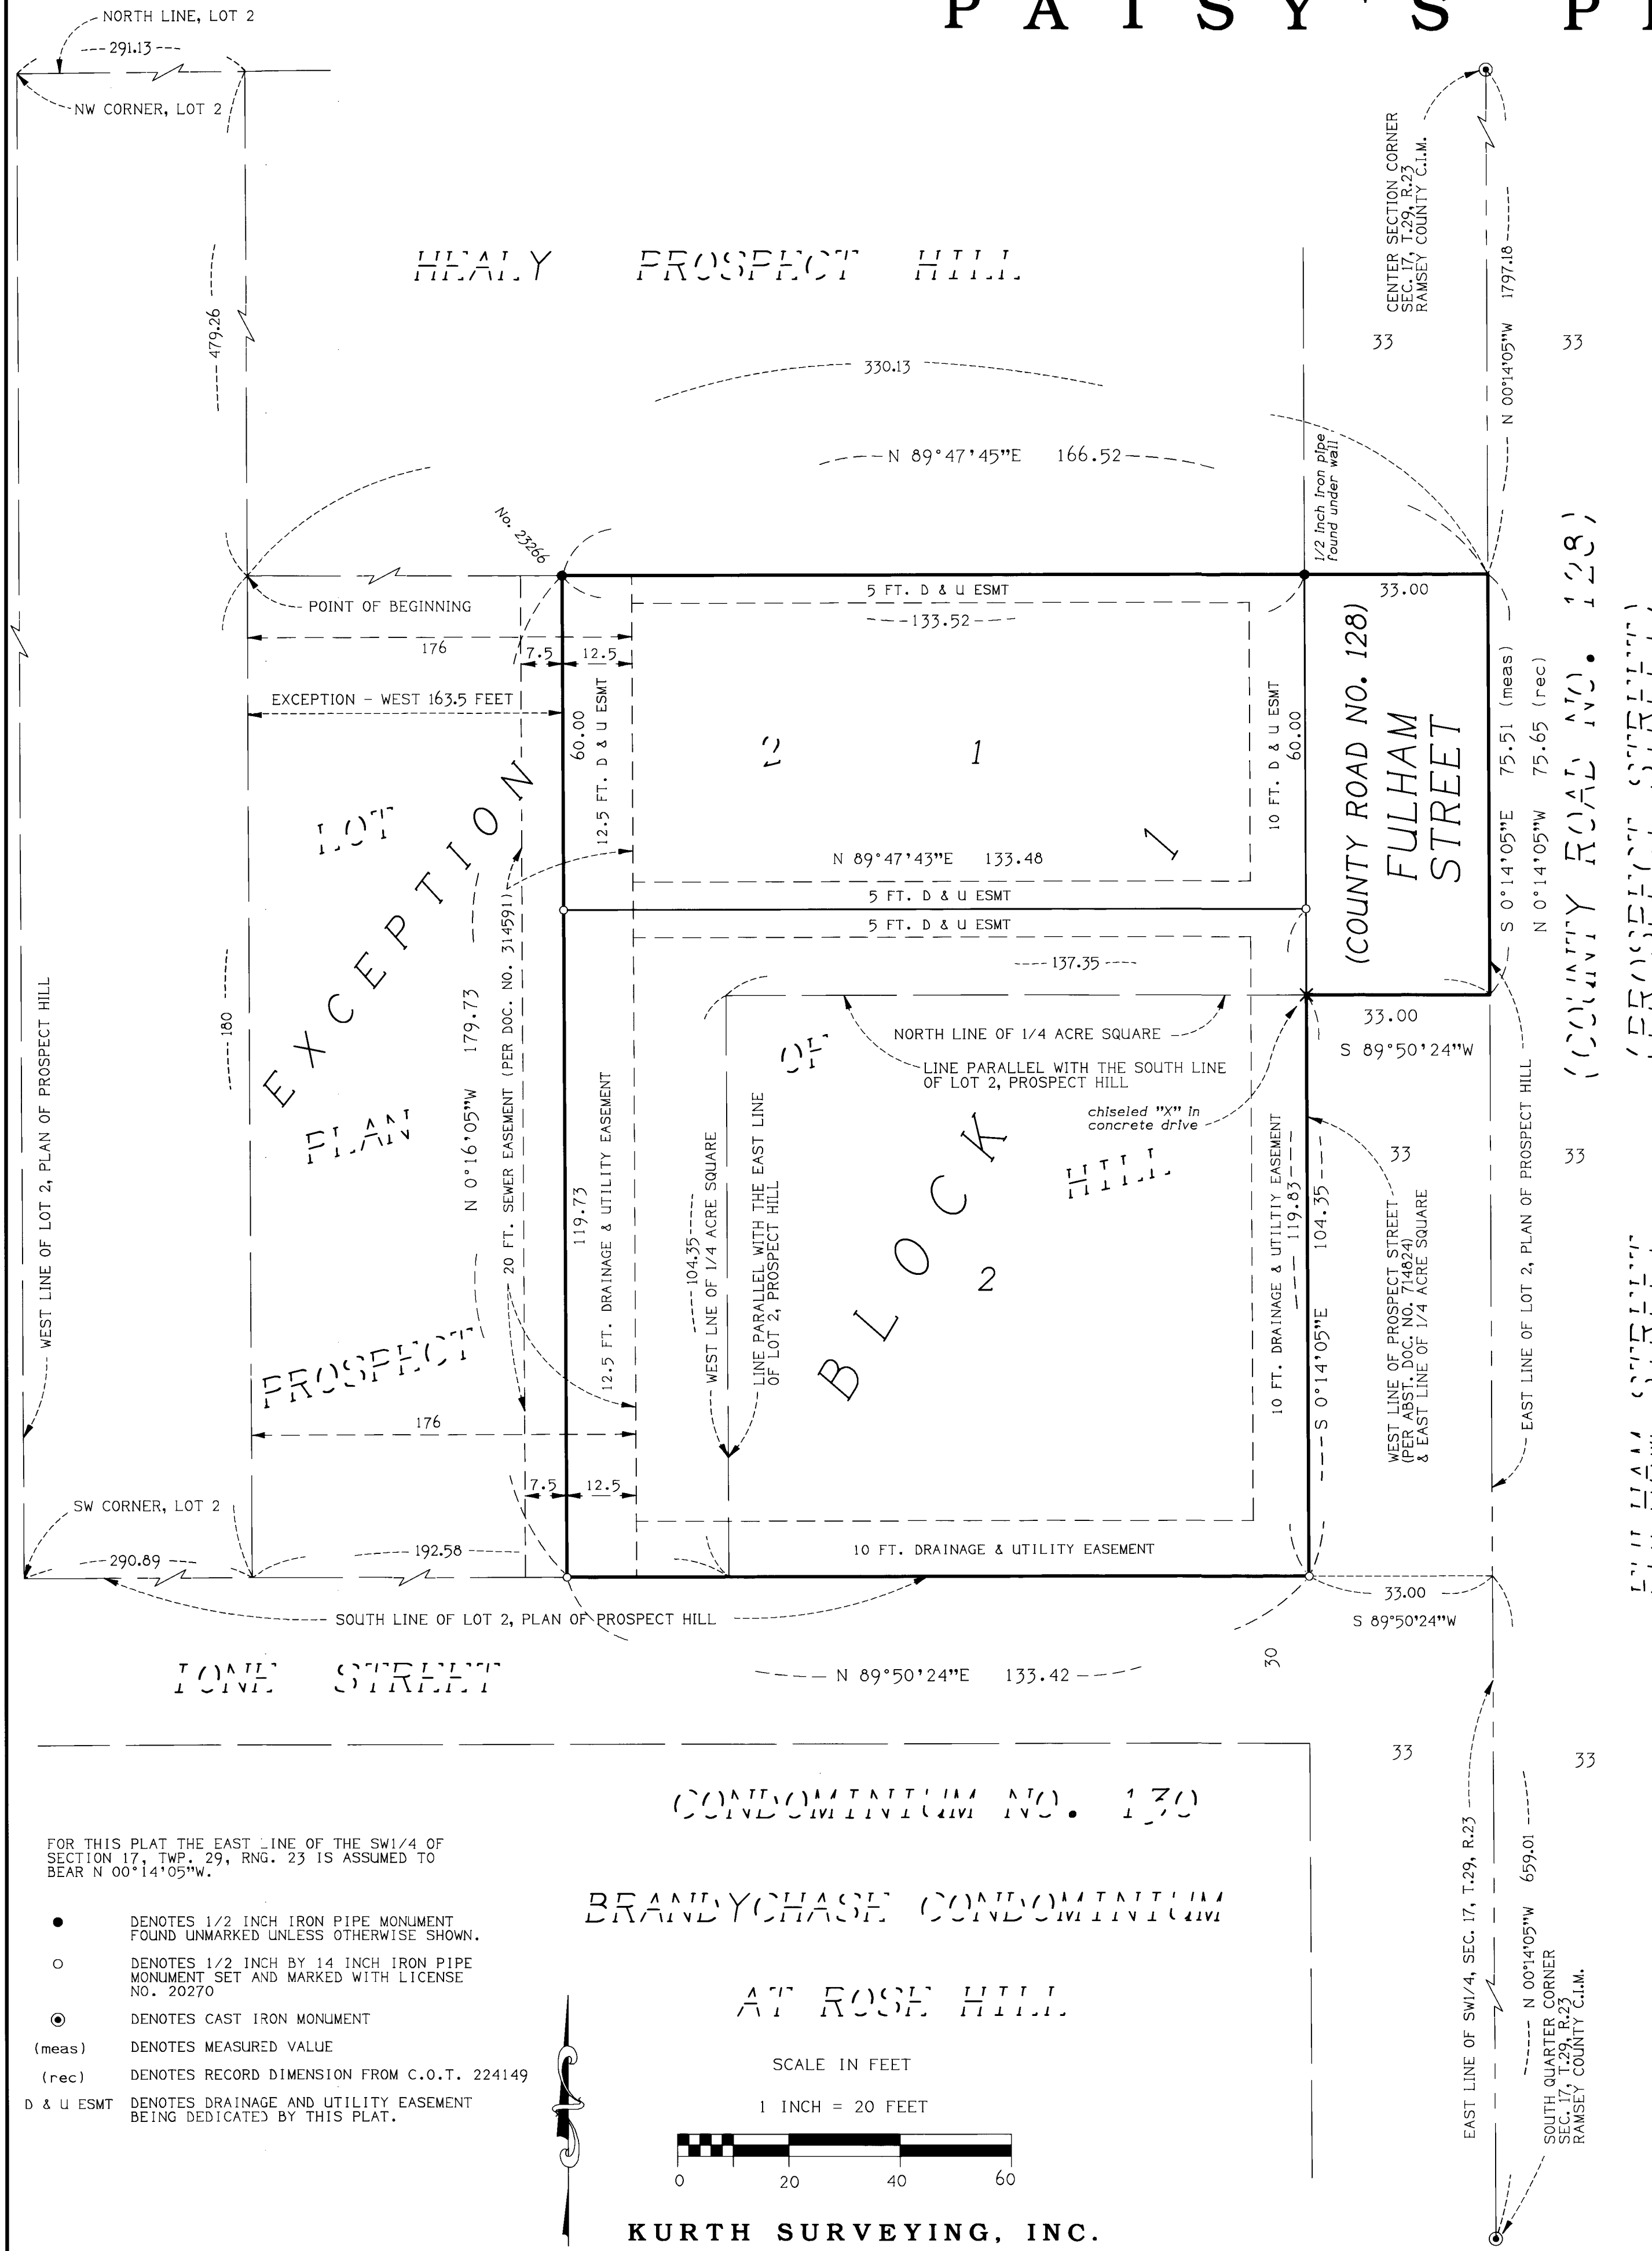 PATSY'S
NORTH LINE, LOT 2
291.13
NW CORNER, LOT 2
CENTER SECTION CORNER
SEC. 17, T.29, R.23
RAMSEY COUNTY C.I.M.
N 00°14'05"W 1797.18
479.26
HEALY PROSPECT HILL
33
33
330.13
N 89°47'45"E 166.52
1/2 inch iron pipe
found under wall
No. 23266
POINT OF BEGINNING
5 FT. D & U ESMT
33.00
133.52
176
7.5
12.5
EXCEPTION - WEST 163.5 FEET
60.00
12.5 FT. D & U ESMT
10 FT. D & U ESMT
60.00
(COUNTY ROAD NO. 128)
FULHAM
STREET
S 0°14'05"E 75.51 (meas)
N 0°14'05"W 75.65 (rec)
(COUNTY ROAD NO. 128)
(PROSPECT STREET)
2
1
1
LOT
EXCEPTION
N 89°47'43"E 133.48
5 FT. D & U ESMT
5 FT. D & U ESMT
137.35
180
N 0°16'05"W 179.73
20 FT. SEWER EASEMENT (PER DOC. NO. 314591)
NORTH LINE OF 1/4 ACRE SQUARE
33.00
S 89°50'24"W
OF
LINE PARALLEL WITH THE SOUTH LINE
OF LOT 2, PROSPECT HILL
chiseled "X" in
concrete drive
PLAN
HILL
33
33
WEST LINE OF LOT 2, PLAN OF PROSPECT HILL
119.73
12.5 FT. DRAINAGE & UTILITY EASEMENT
104.35
WEST LNE OF 1/4 ACRE SQUARE
LINE PARALLEL WITH THE EAST LINE
OF LOT 2, PROSPECT HILL
BLOCK
2
10 FT. DRAINAGE & UTILTIY EASEMENT
119.83
S 0°14'05"E 104.35
WEST LINE OF PROSPECT STREET
(PER ABST. DOC. NO. 714824)
& EAST LINE OF 1/4 ACRE SQUARE
EAST LINE OF LOT 2, PLAN OF PROSPECT HILL
FULHAM STREET
PROSPECT
176
7.5
12.5
SW CORNER, LOT 2
290.89
192.58
10 FT. DRAINAGE & UTILITY EASEMENT
33.00
S 89°50'24"W
SOUTH LINE OF LOT 2, PLAN OF PROSPECT HILL
IONE STREET
N 89°50'24"E 133.42
30
33
33
CONDOMINIUM NO. 130
BRANDYCHASE CONDOMINIUM
AT ROSE HILL
EAST LINE OF SW1/4, SEC. 17, T.29, R.23
N 00°14'05"W 659.01
SOUTH QUARTER CORNER
SEC. 17, T.29, R.23
RAMSEY COUNTY C.I.M.
FOR THIS PLAT THE EAST LINE OF THE SW1/4 OF
SECTION 17, TWP. 29, RNG. 23 IS ASSUMED TO
BEAR N 00°14'05"W.
DENOTES 1/2 INCH IRON PIPE MONUMENT
FOUND UNMARKED UNLESS OTHERWISE SHOWN.
DENOTES 1/2 INCH BY 14 INCH IRON PIPE
MONUMENT SET AND MARKED WITH LICENSE
NO. 20270
DENOTES CAST IRON MONUMENT
(meas) DENOTES MEASURED VALUE
(rec) DENOTES RECORD DIMENSION FROM C.O.T. 224149
D & U ESMT DENOTES DRAINAGE AND UTILITY EASEMENT
BEING DEDICATED BY THIS PLAT.
SCALE IN FEET
1 INCH = 20 FEET
0 20 40 60
KURTH SURVEYING, INC.